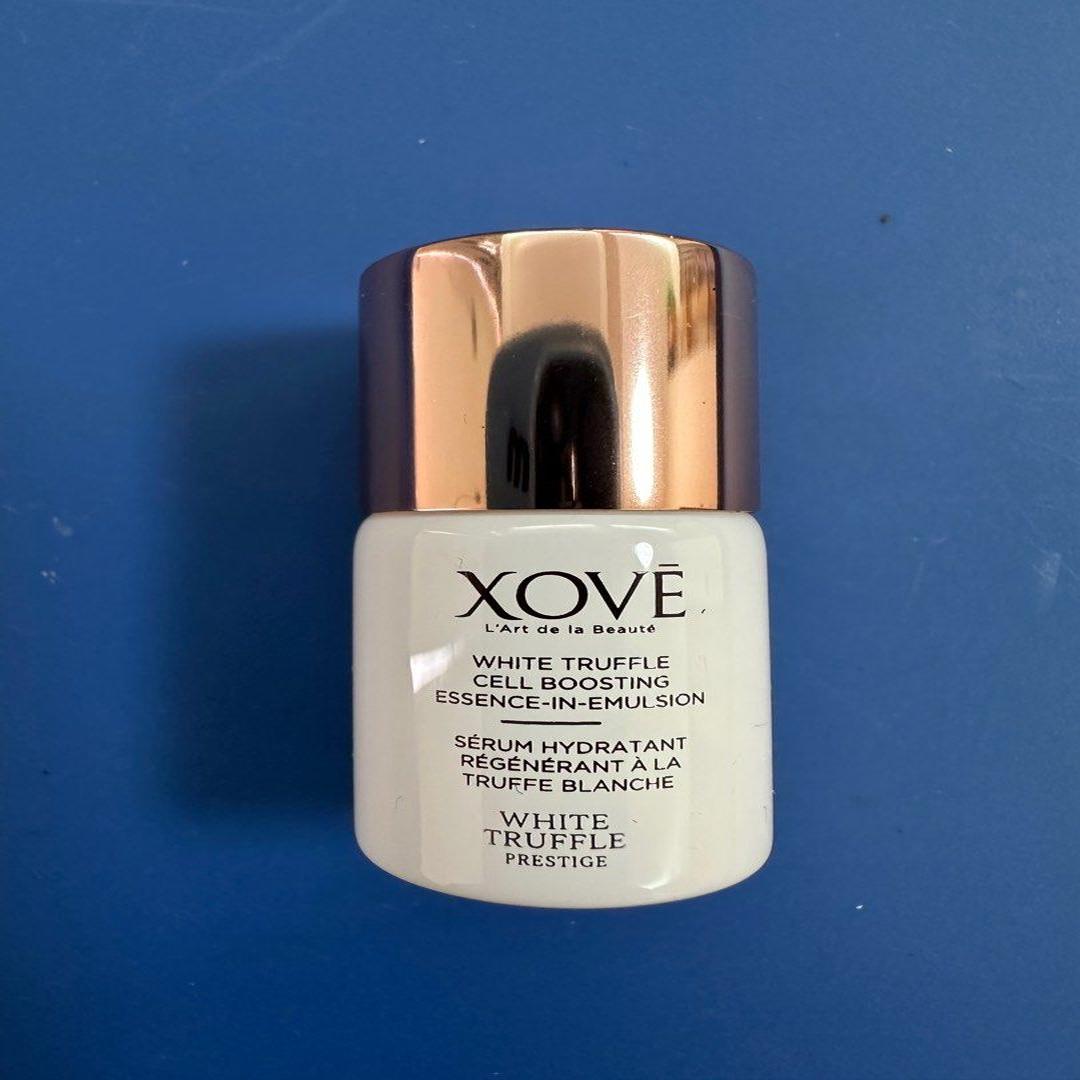 XOVĒ
L'Art de la Beauté
WHITE TRUFFLE
CELL BOOSTING
ESSENCE-IN-EMULSION
SÉRUM HYDRATANT
RÉGÉNÉRANT À LA
TRUFFE BLANCHE
WHITE
TRUFFLE
PRESTIGE